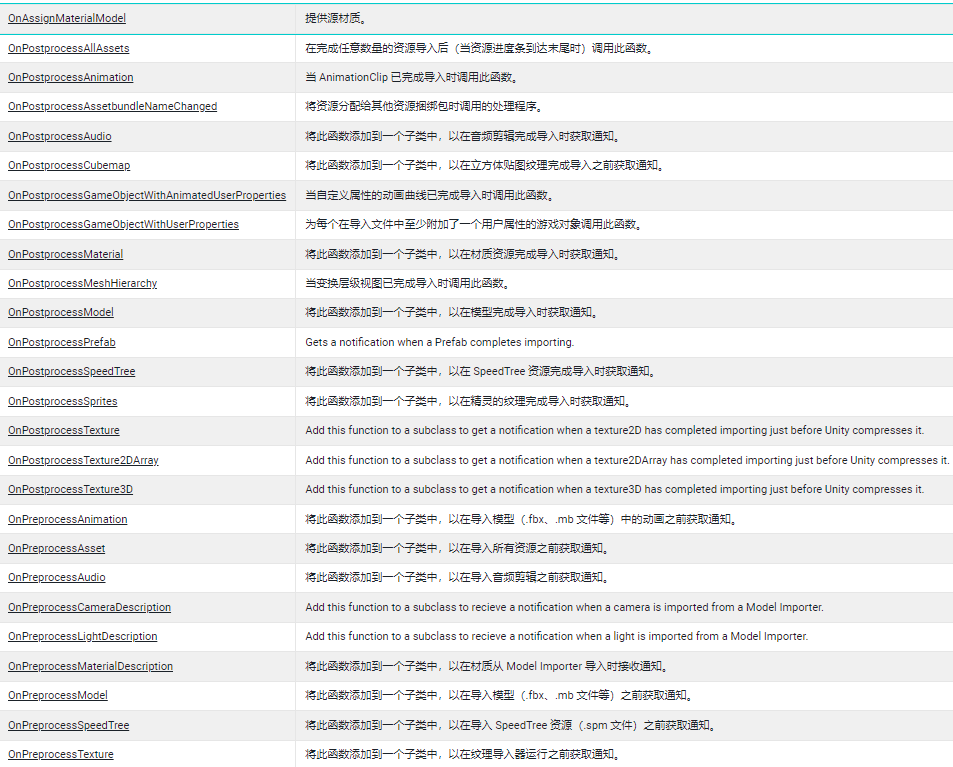 OnAssignMaterialModel 提供源材质。
OnPostprocessAllAssets 在完成任意数量的资源导入后（当资源进度条到达末尾时）调用此函数。
OnPostprocessAnimation 当 AnimationClip 已完成导入时调用此函数。
OnPostprocessAssetbundleNameChanged 将资源分配给其他资源捆绑包时调用的处理程序。
OnPostprocessAudio 将此函数添加到一个子类中，以在音频剪辑完成导入时获取通知。
OnPostprocessCubemap 将此函数添加到一个子类中，以在立方体贴图纹理完成导入之前获取通知。
OnPostprocessGameObjectWithAnimatedUserProperties 当自定义属性的动画曲线已完成导入时调用此函数。
OnPostprocessGameObjectWithUserProperties 为每个在导入文件中至少附加了一个用户属性的游戏对象调用此函数。
OnPostprocessMaterial 将此函数添加到一个子类中，以在材质资源完成导入时获取通知。
OnPostprocessMeshHierarchy 当变换层级视图已完成导入时调用此函数。
OnPostprocessModel 将此函数添加到一个子类中，以在模型完成导入时获取通知。
OnPostprocessPrefab Gets a notification when a Prefab completes importing.
OnPostprocessSpeedTree 将此函数添加到一个子类中，以在 SpeedTree 资源完成导入时获取通知。
OnPostprocessSprites 将此函数添加到一个子类中，以在精灵的纹理完成导入时获取通知。
OnPostprocessTexture Add this function to a subclass to get a notification when a texture2D has completed importing just before Unity compresses it.
OnPostprocessTexture2DArray Add this function to a subclass to get a notification when a texture2DArray has completed importing just before Unity compresses it.
OnPostprocessTexture3D Add this function to a subclass to get a notification when a texture3D has completed importing just before Unity compresses it.
OnPreprocessAnimation 将此函数添加到一个子类中，以在导入模型（.fbx、.mb 文件等）中的动画之前获取通知。
OnPreprocessAsset 将此函数添加到一个子类中，以在导入所有资源之前获取通知。
OnPreprocessAudio 将此函数添加到一个子类中，以在导入音频剪辑之前获取通知。
OnPreprocessCameraDescription Add this function to a subclass to recieve a notification when a camera is imported from a Model Importer.
OnPreprocessLightDescription Add this function to a subclass to recieve a notification when a light is imported from a Model Importer.
OnPreprocessMaterialDescription 将此函数添加到一个子类中，以在材质从 Model Importer 导入时接收通知。
OnPreprocessModel 将此函数添加到一个子类中，以在导入模型（.fbx、.mb 文件等）之前获取通知。
OnPreprocessSpeedTree 将此函数添加到一个子类中，以在导入 SpeedTree 资源（.spm 文件）之前获取通知。
OnPreprocessTexture 将此函数添加到一个子类中，以在纹理导入器运行之前获取通知。